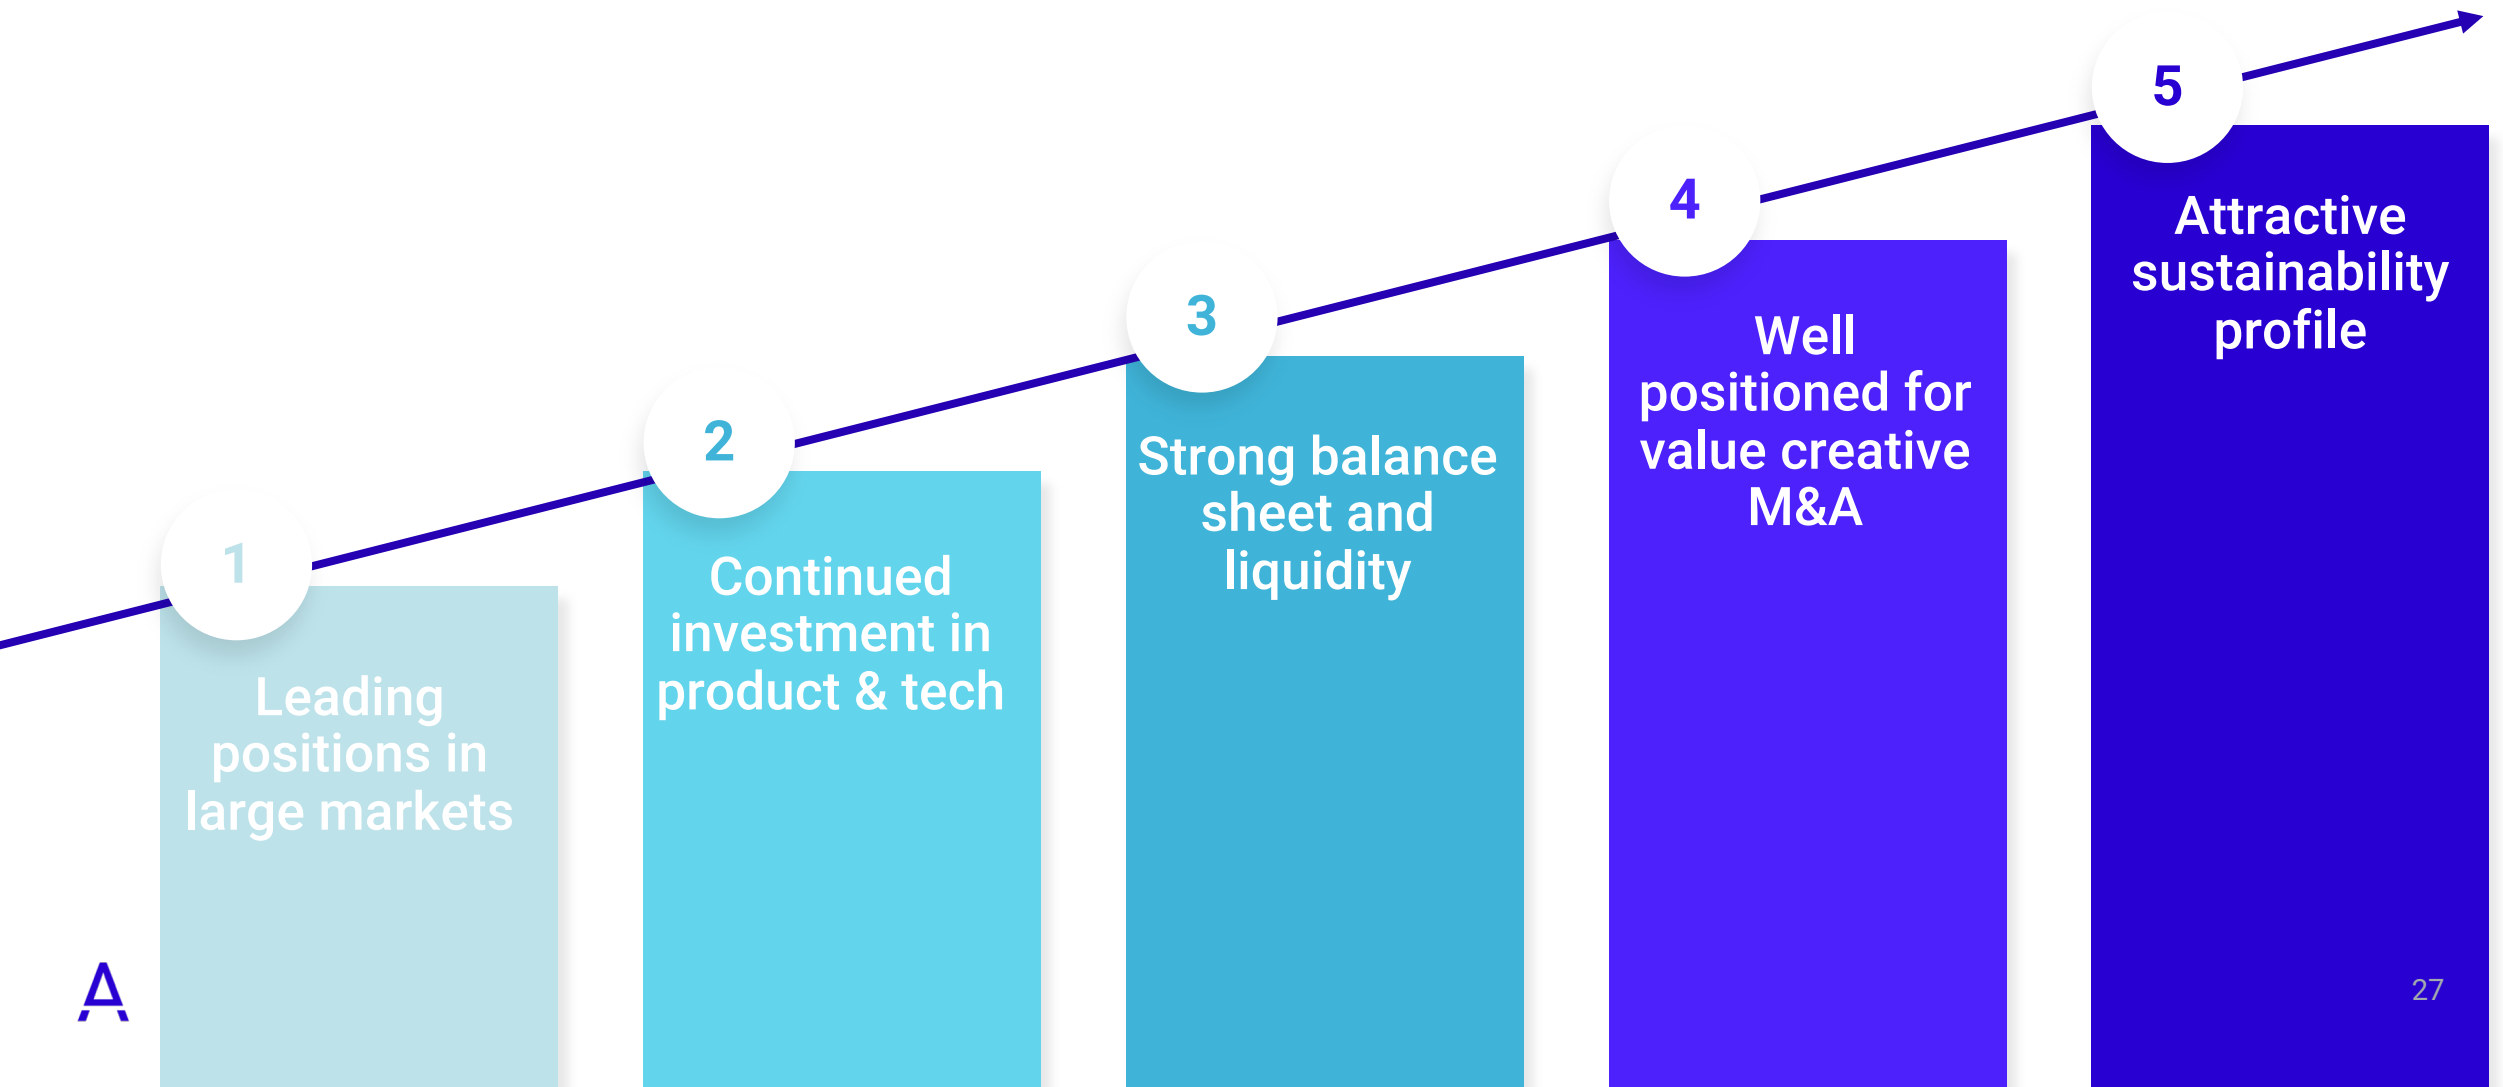 1
Leading
positions in
large markets
2
Continued
investment in
product & tech
3
Strong balance
sheet and
liquidity
4
Well
positioned for
value creative
M&A
5
Attractive
sustainability
profile
A
27